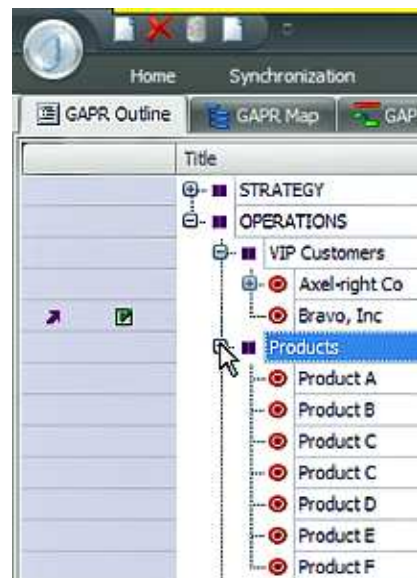 Home Synchronization
GAPR Outline GAPR Map GAP
Title
STRATEGY
OPERATIONS
VIP Customers
Axel-right Co
Bravo, Inc
Products
Product A
Product B
Product C
Product C
Product D
Product E
Product F